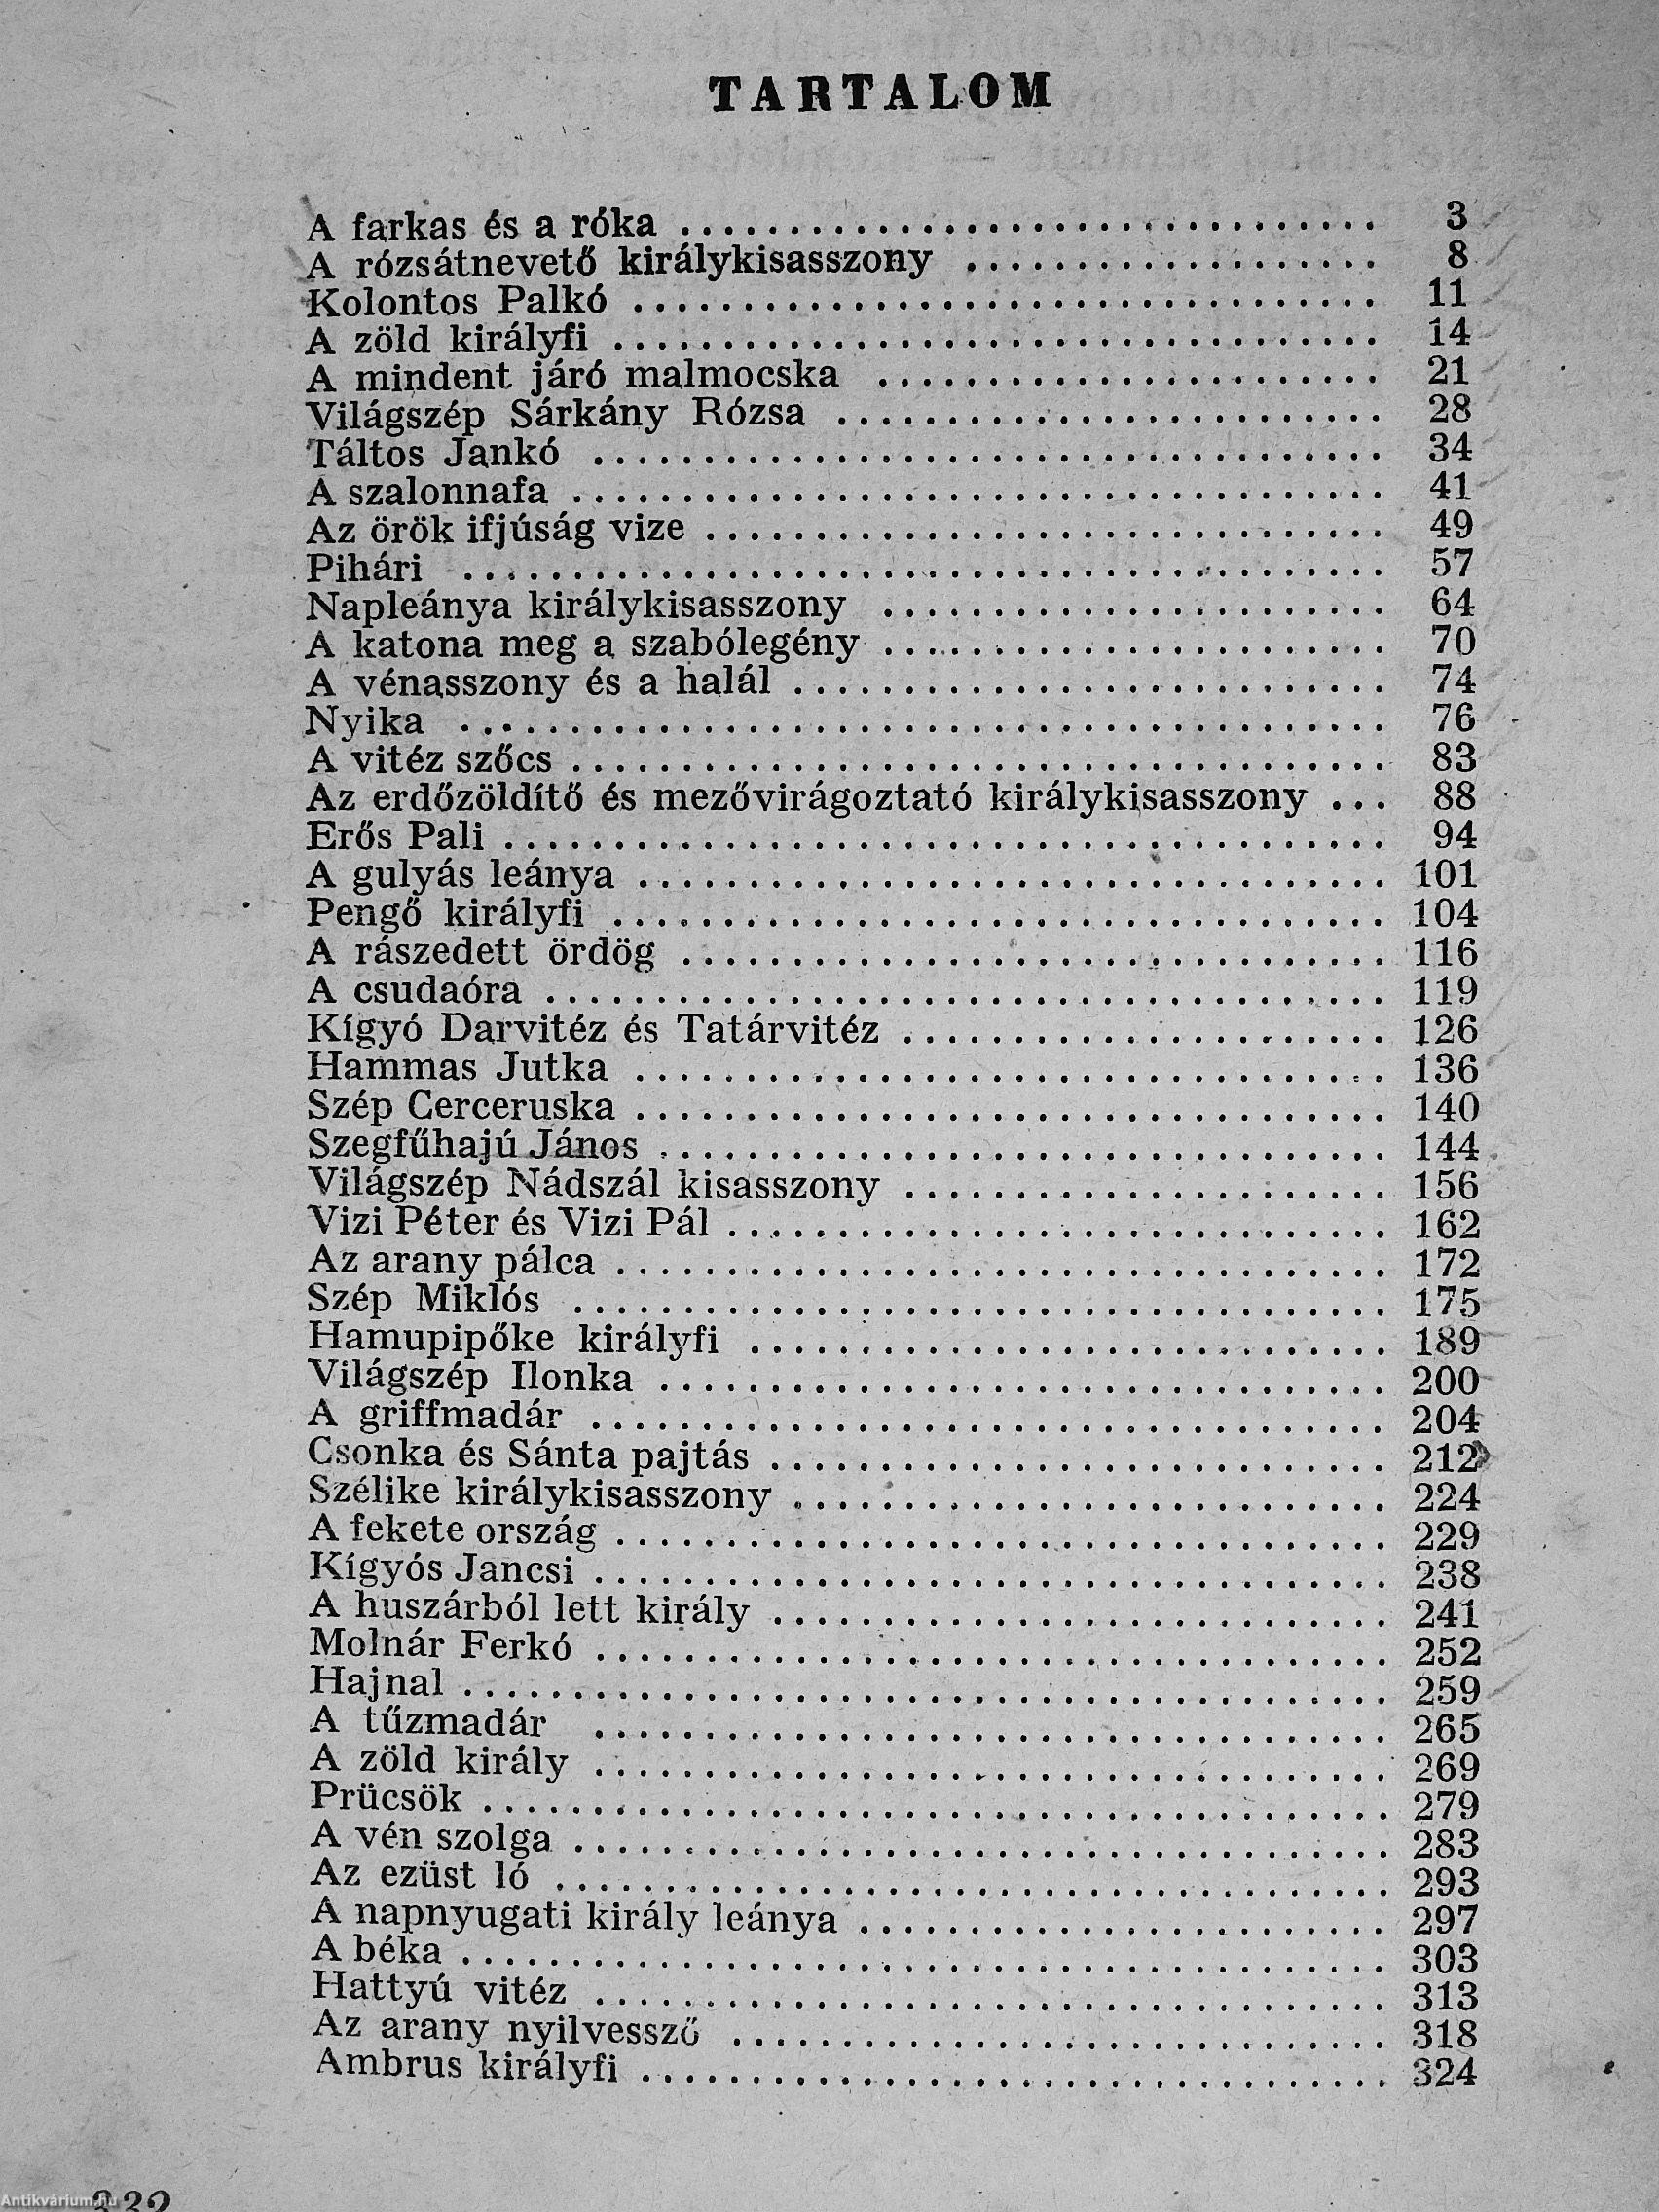 TARTALOM
A farkas és a róka ................................ 3
A rózsátnevető királykisasszony ................... 8
Kolontos Palkó .................................. 11
A zöld királyfi ................................... 14
A mindent járó malmocska ....................... 21
Világszép Sárkány Rózsa ......................... 28
Táltos Jankó .................................... 34
A szalonnafa ..................................... 41
Az örök ifjúság vize ............................... 49
Pihári .......................................... 57
Napleánya királykisasszony ....................... 64
A katona meg a szabólegény ....................... 70
A vénasszony és a halál ........................... 74
Nyika .......................................... 76
A vitéz szőcs ..................................... 83
Az erdőzöldítő és mezővirágoztató királykisasszony ... 88
Erős Pali ........................................ 94
A gulyás leánya .................................. 101
Pengő királyfi ................................... 104
A rászedett ördög ................................ 116
A csudaóra ...................................... 119
Kígyó Darvitéz és Tatárvitéz ...................... 126
Hammas Jutka .................................. 136
Szép Cerceruska .................................. 140
Szegfűhajú János ................................. 144
Világszép Nádszál kisasszony ...................... 156
Vizi Péter és Vizi Pál .............................. 162
Az arany pálca ................................... 172
Szép Miklós ..................................... 175
Hamupipőke királyfi ............................. 189
Világszép Ilonka ................................. 200
A griffmadár .................................... 204
Csonka és Sánta pajtás ............................ 212
Szélike királykisasszony ........................... 224
A fekete ország ................................... 229
Kígyós Jancsi .................................... 238
A huszárból lett király ............................ 241
Molnár Ferkó .................................... 252
Hajnal .......................................... 259
A tűzmadár .................................... 265
A zöld király .................................... 269
Prücsök ......................................... 279
A vén szolga ..................................... 283
Az ezüst ló ...................................... 293
A napnyugati király leánya ........................ 297
A béka .......................................... 303
Hattyú vitéz .................................... 313
Az arany nyilvessző .............................. 318
Ambrus királyfi .................................. 324
332
Antikvárium.hu